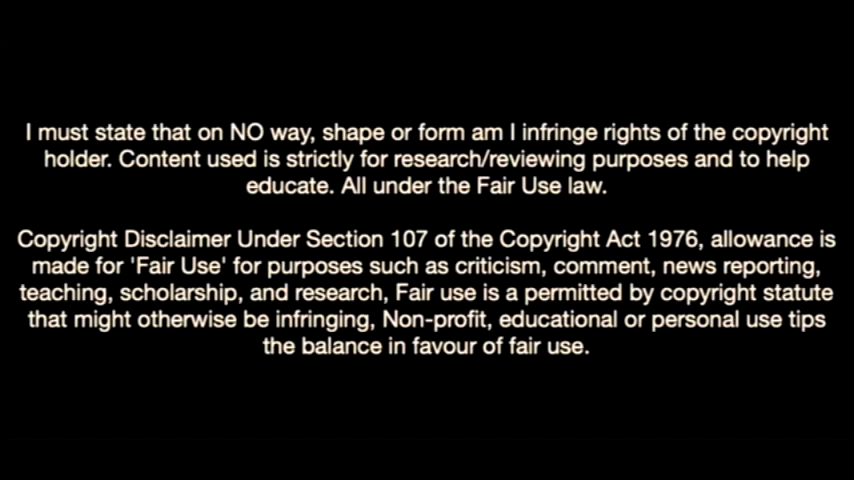 I must state that on NO way, shape or form am I infringe rights of the copyright
holder. Content used is strictly for research/reviewing purposes and to help
educate. All under the Fair Use law.
Copyright Disclaimer Under Section 107 of the Copyright Act 1976, allowance is
made for 'Fair Use' for purposes such as criticism, comment, news reporting,
teaching, scholarship, and research, Fair use is a permitted by copyright statute
that might otherwise be infringing, Non-profit, educational or personal use tips
the balance in favour of fair use.